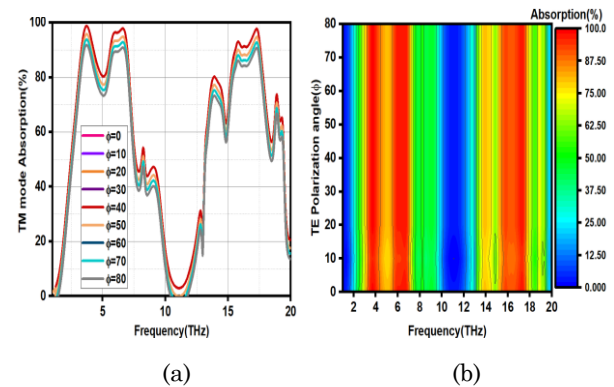 TM mode Absorption(%)
100
80
60
40
20
0
ϕ=0
ϕ=10
ϕ=20
ϕ=30
ϕ=40
ϕ=50
ϕ=60
ϕ=70
ϕ=80
5
10
15
20
Frequency(THz)
(a)
Absorption(%)
TE Polarization angle(ϕ)
80
70
60
50
40
30
20
10
0
2 4 6 8 10 12 14 16 18 20
Frequency(THz)
100.0
87.50
75.00
62.50
50.00
37.50
25.00
12.50
0.000
(b)